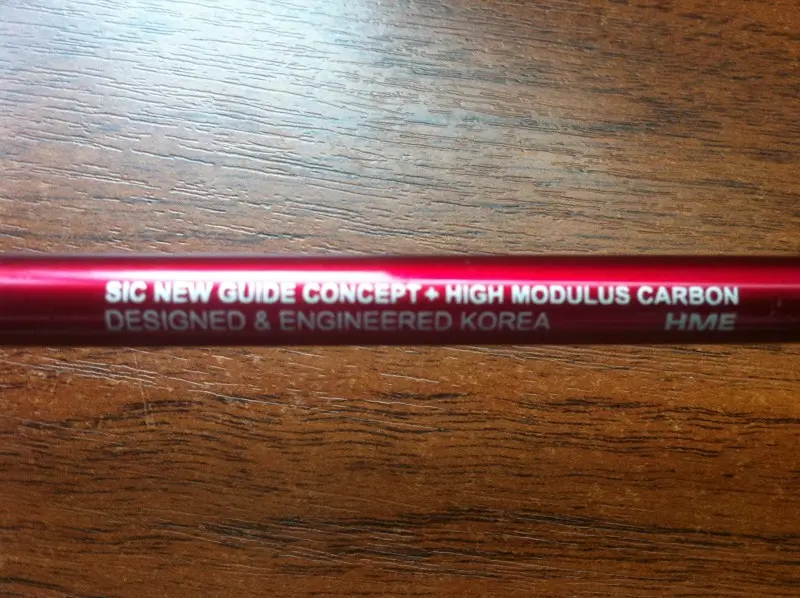 SIC NEW GUIDE CONCEPT + HIGH MODULUS CARBON
DESIGNED & ENGINEERED KOREA HME